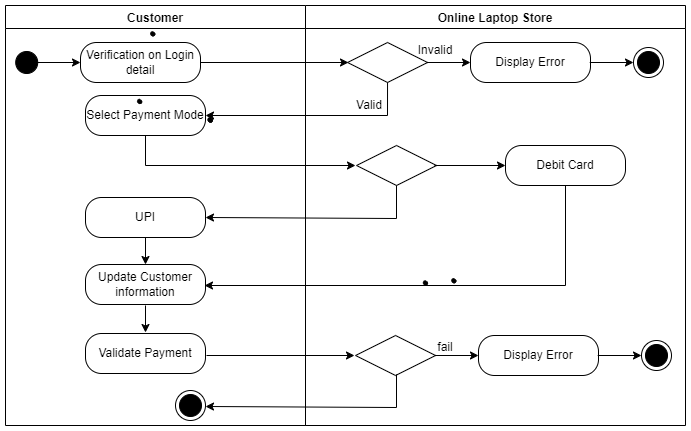 Customer
Online Laptop Store
Verification on Login
detail
Invalid
Display Error
Valid
Select Payment Mode
Debit Card
UPI
Update Customer
information
Validate Payment
fail
Display Error